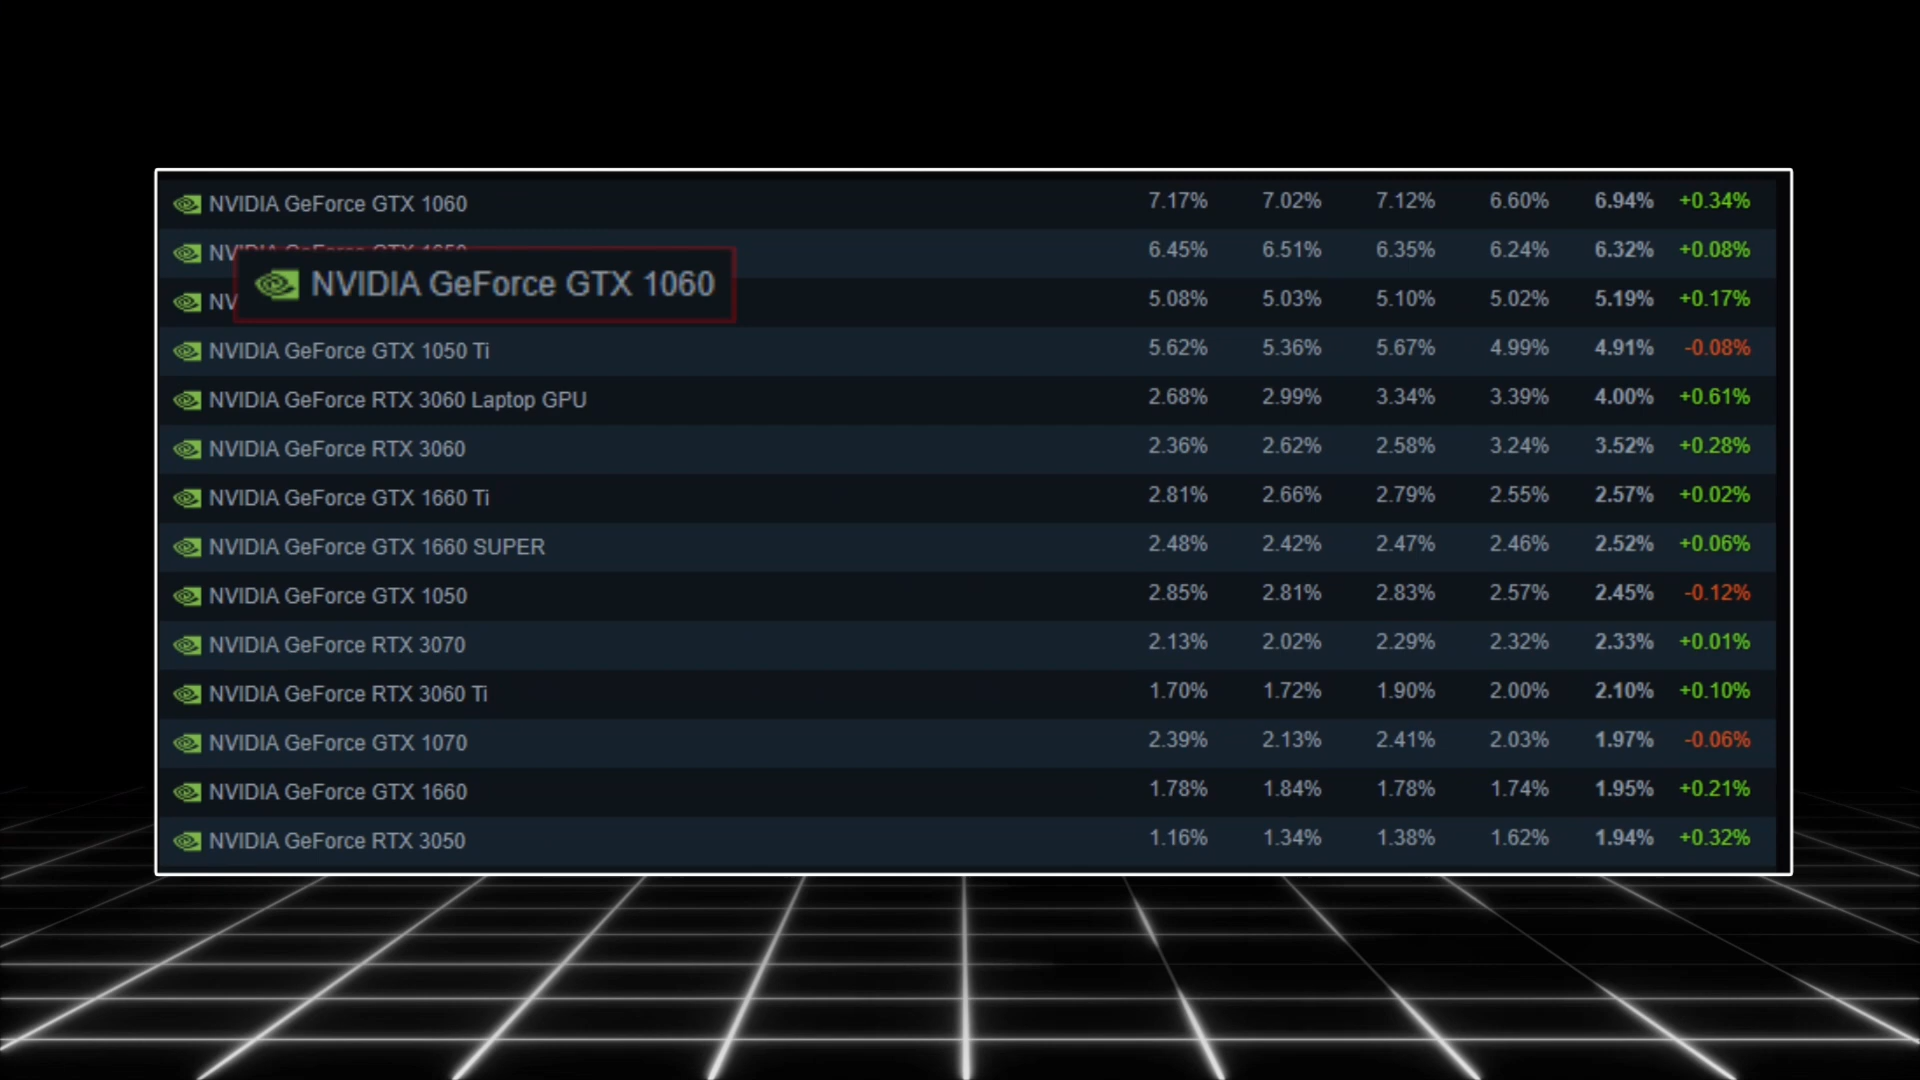 NVIDIA GeForce GTX 1060 7.17% 7.02% 7.12% 6.60% 6.94% +0.34%
NVIDIA GeForce GTX 1650 6.45% 6.51% 6.35% 6.24% 6.32% +0.08%
NVIDIA GeForce GTX 1060
NV 5.08% 5.03% 5.10% 5.02% 5.19% +0.17%
NVIDIA GeForce GTX 1050 Ti 5.62% 5.36% 5.67% 4.99% 4.91% -0.08%
NVIDIA GeForce RTX 3060 Laptop GPU 2.68% 2.99% 3.34% 3.39% 4.00% +0.61%
NVIDIA GeForce RTX 3060 2.36% 2.62% 2.58% 3.24% 3.52% +0.28%
NVIDIA GeForce GTX 1660 Ti 2.81% 2.66% 2.79% 2.55% 2.57% +0.02%
NVIDIA GeForce GTX 1660 SUPER 2.48% 2.42% 2.47% 2.46% 2.52% +0.06%
NVIDIA GeForce GTX 1050 2.85% 2.81% 2.83% 2.57% 2.45% -0.12%
NVIDIA GeForce RTX 3070 2.13% 2.02% 2.29% 2.32% 2.33% +0.01%
NVIDIA GeForce RTX 3060 Ti 1.70% 1.72% 1.90% 2.00% 2.10% +0.10%
NVIDIA GeForce GTX 1070 2.39% 2.13% 2.41% 2.03% 1.97% -0.06%
NVIDIA GeForce GTX 1660 1.78% 1.84% 1.78% 1.74% 1.95% +0.21%
NVIDIA GeForce RTX 3050 1.16% 1.34% 1.38% 1.62% 1.94% +0.32%